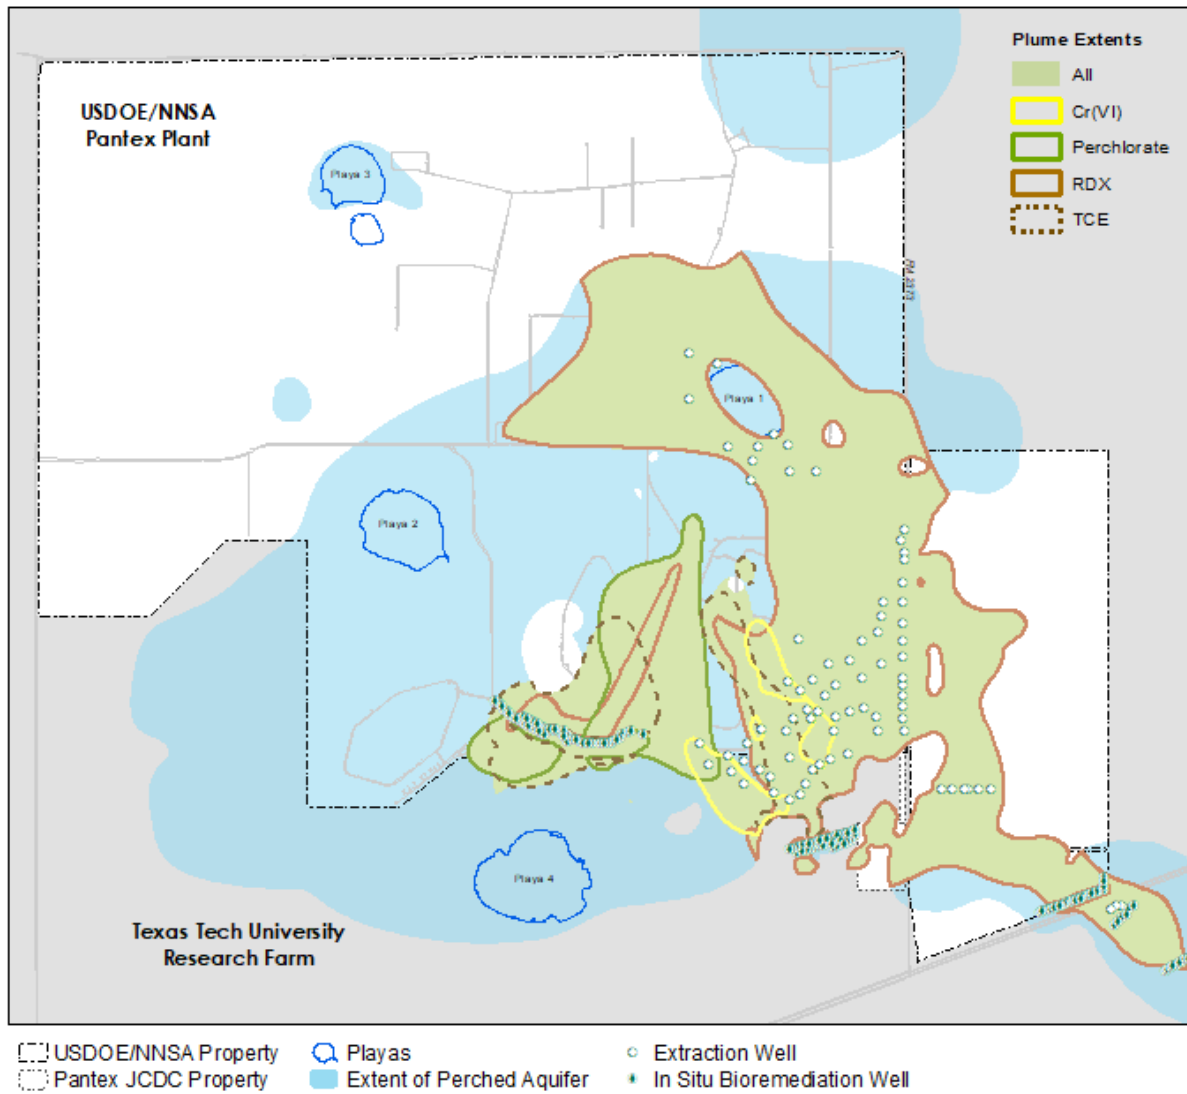 Plume Extents
All
Cr(VI)
Perchlorate
RDX
TCE
USDOE/NNSA
Pantex Plant
Playa 3
FM 2373
Playa 1
Playa 2
Playa 4
Texas Tech University
Research Farm
USDOE/NNSA Property
Playas
Extraction Well
Pantex JCDC Property
Extent of Perched Aquifer
In Situ Bioremediation Well